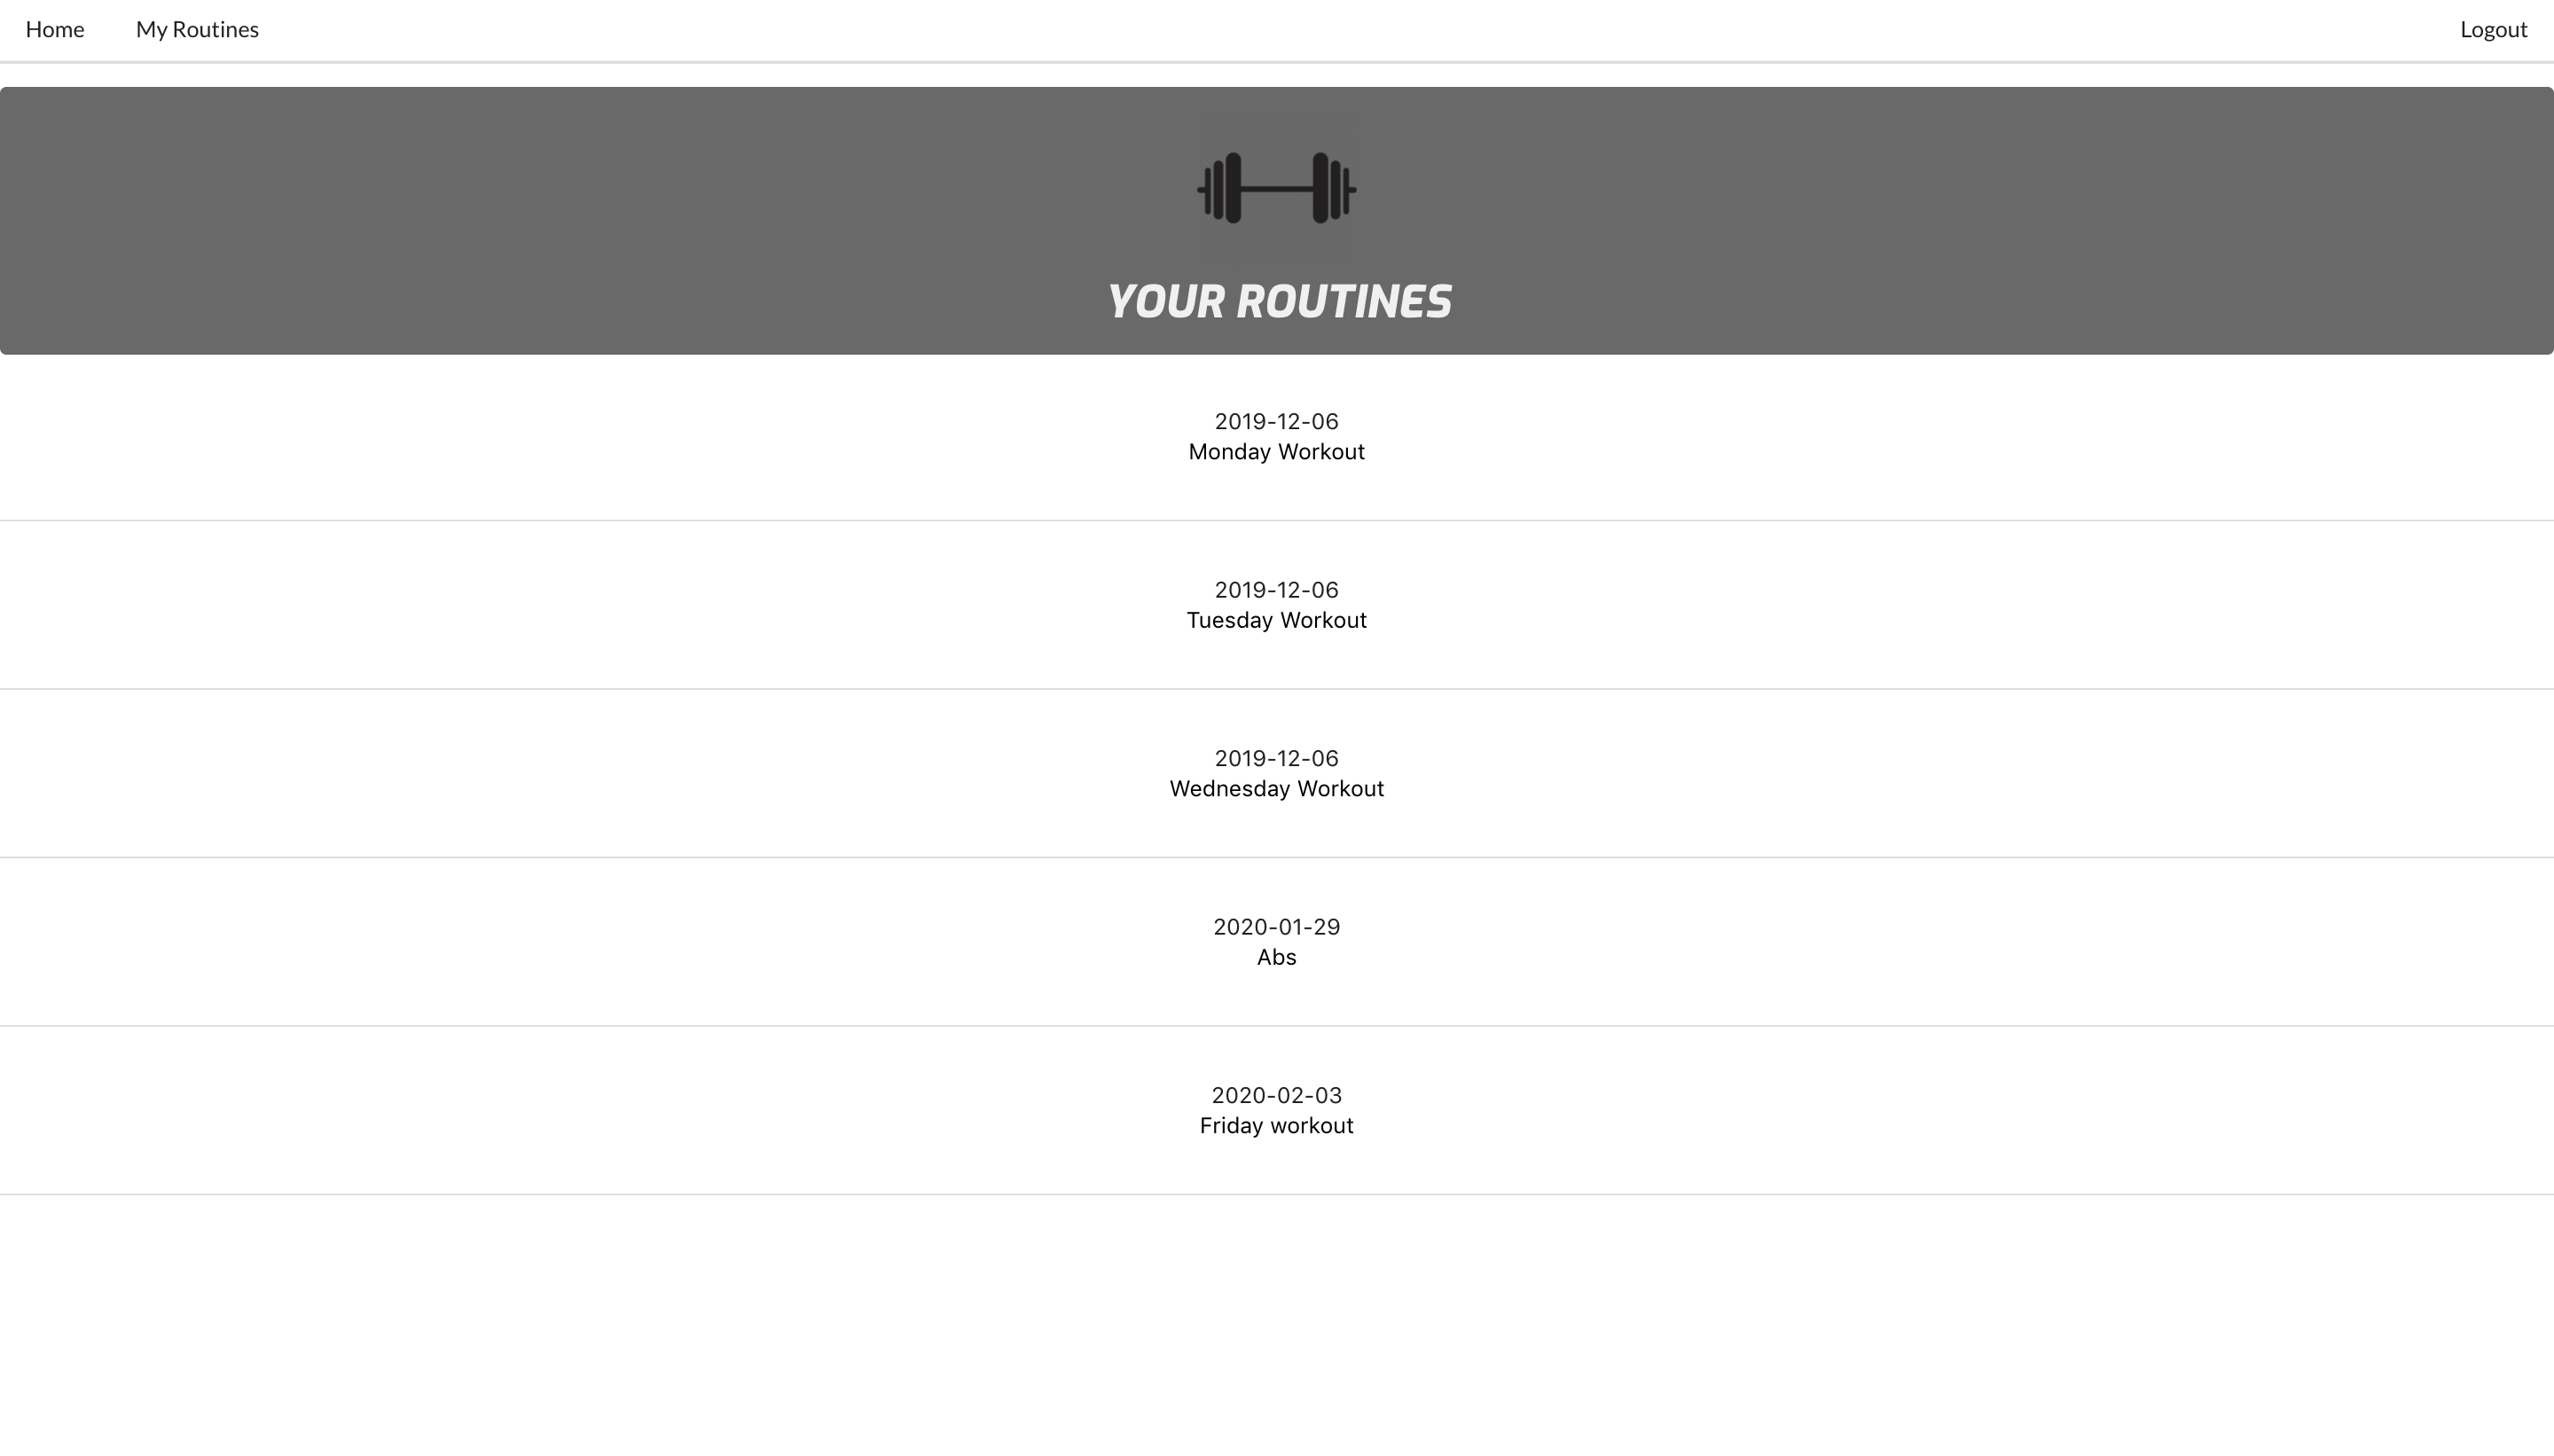 Home My Routines Logout
YOUR ROUTINES
2019-12-06
Monday Workout
2019-12-06
Tuesday Workout
2019-12-06
Wednesday Workout
2020-01-29
Abs
2020-02-03
Friday workout